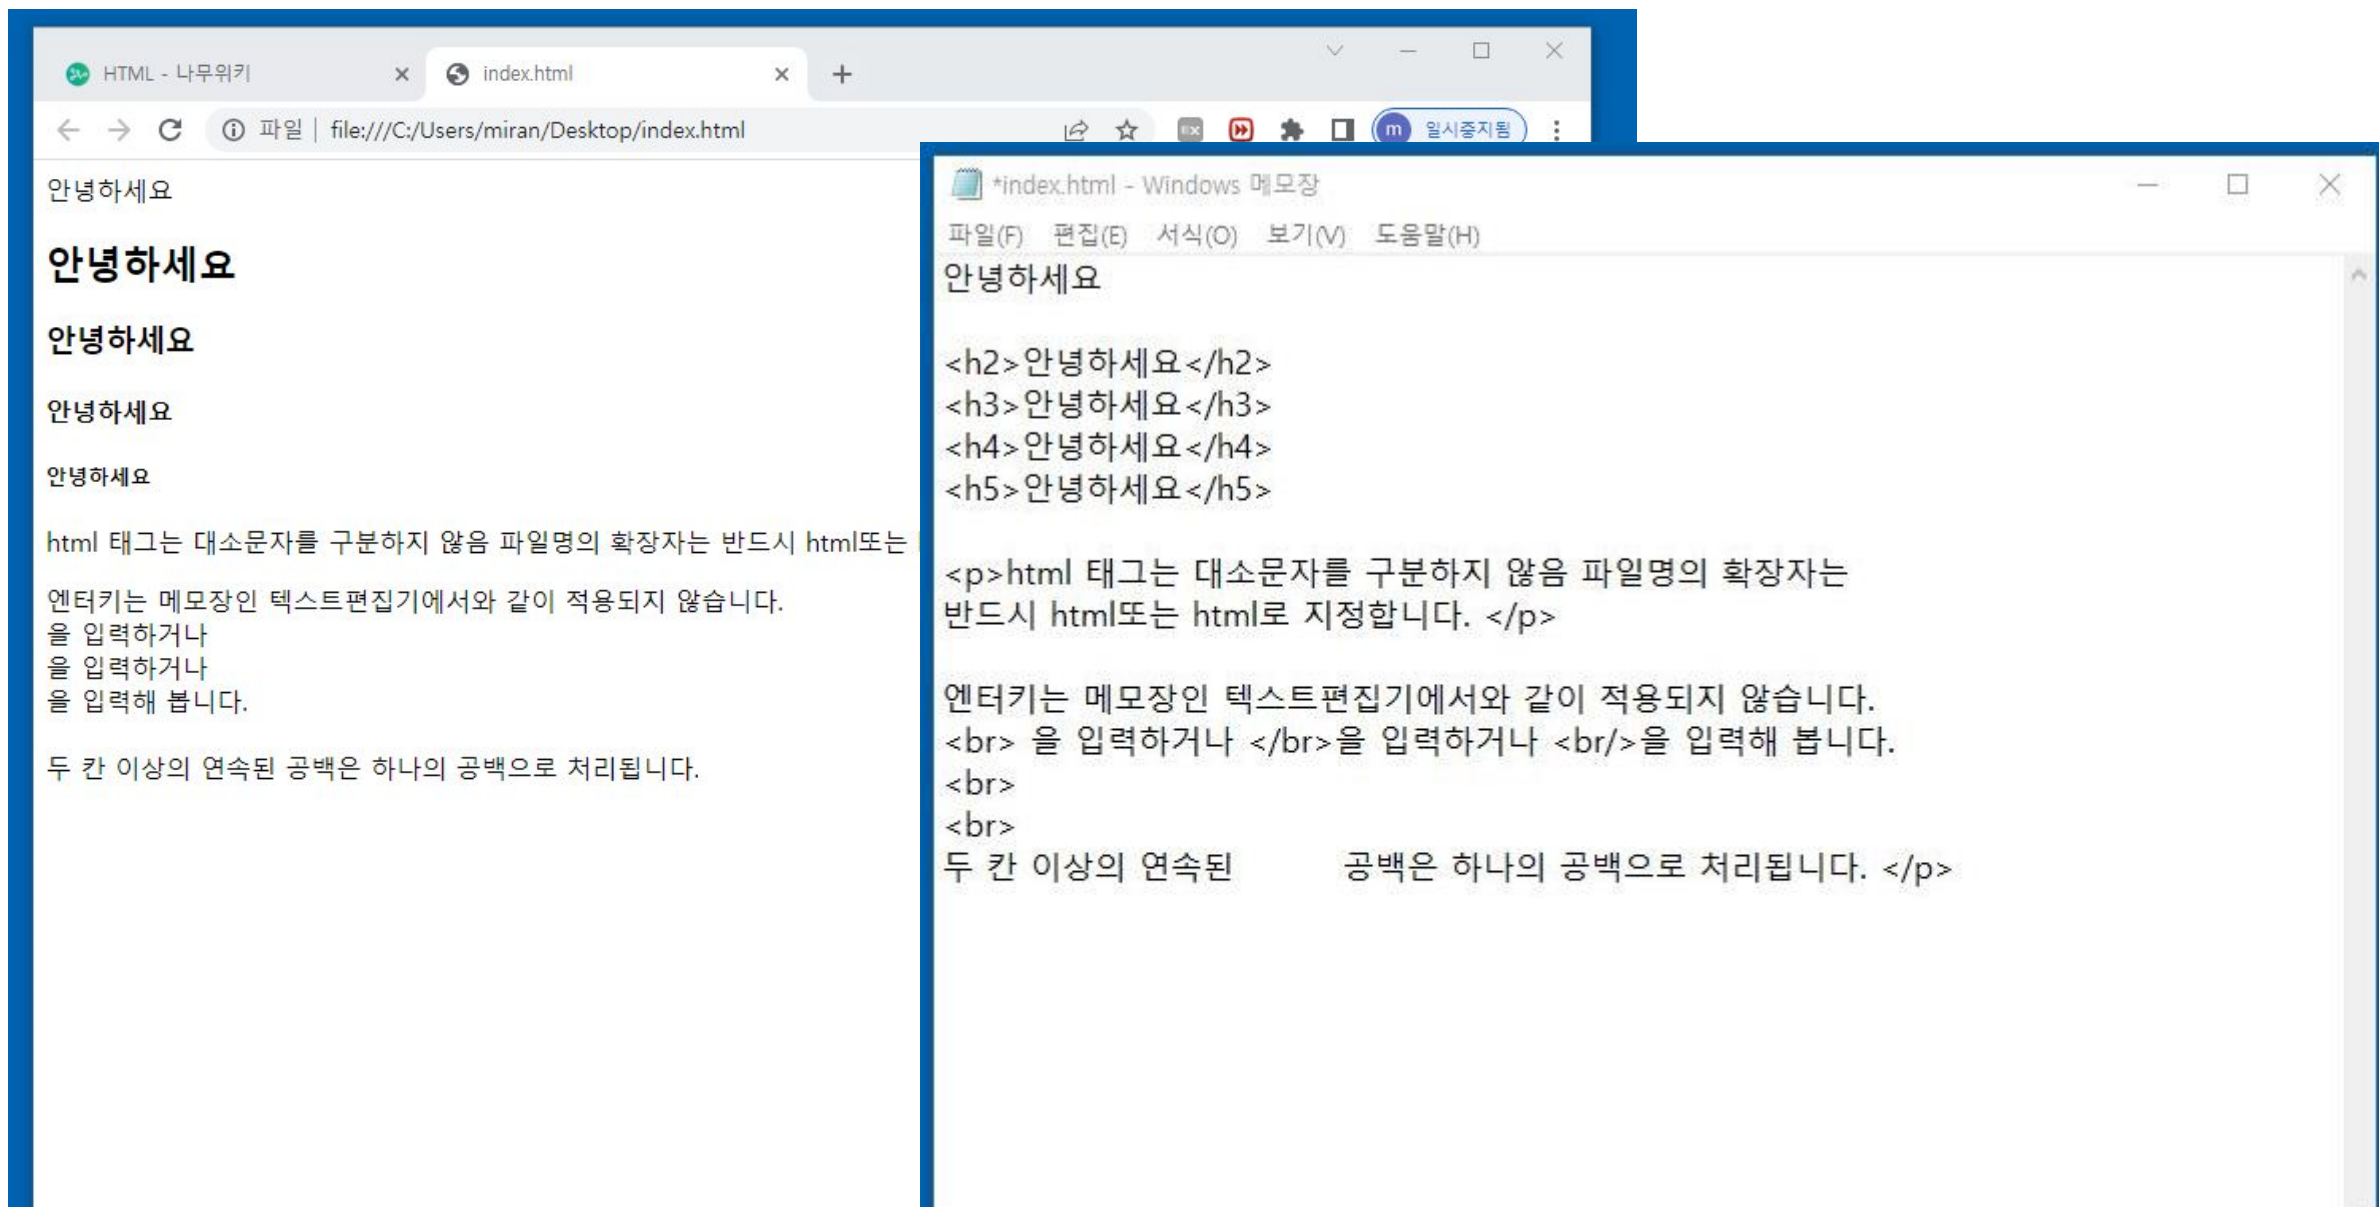 HTML - 나무위키
index.html
파일 file:///C:/Users/miran/Desktop/index.html
m 일시중지됨
안녕하세요
안녕하세요
안녕하세요
안녕하세요
안녕하세요
html 태그는 대소문자를 구분하지 않음 파일명의 확장자는 반드시 html또는
엔터키는 메모장인 텍스트편집기에서와 같이 적용되지 않습니다.
을 입력하거나
을 입력하거나
을 입력해 봅니다.
두 칸 이상의 연속된 공백은 하나의 공백으로 처리됩니다.
*index.html - Windows 메모장
파일(F) 편집(E) 서식(O) 보기(V) 도움말(H)
안녕하세요
<h2>안녕하세요</h2>
<h3>안녕하세요</h3>
<h4>안녕하세요</h4>
<h5>안녕하세요</h5>
<p>html 태그는 대소문자를 구분하지 않음 파일명의 확장자는
반드시 html또는 html로 지정합니다. </p>
엔터키는 메모장인 텍스트편집기에서와 같이 적용되지 않습니다.
<br> 을 입력하거나 </br>을 입력하거나 <br/>을 입력해 봅니다.
<br>
<br>
두 칸 이상의 연속된 공백은 하나의 공백으로 처리됩니다. </p>